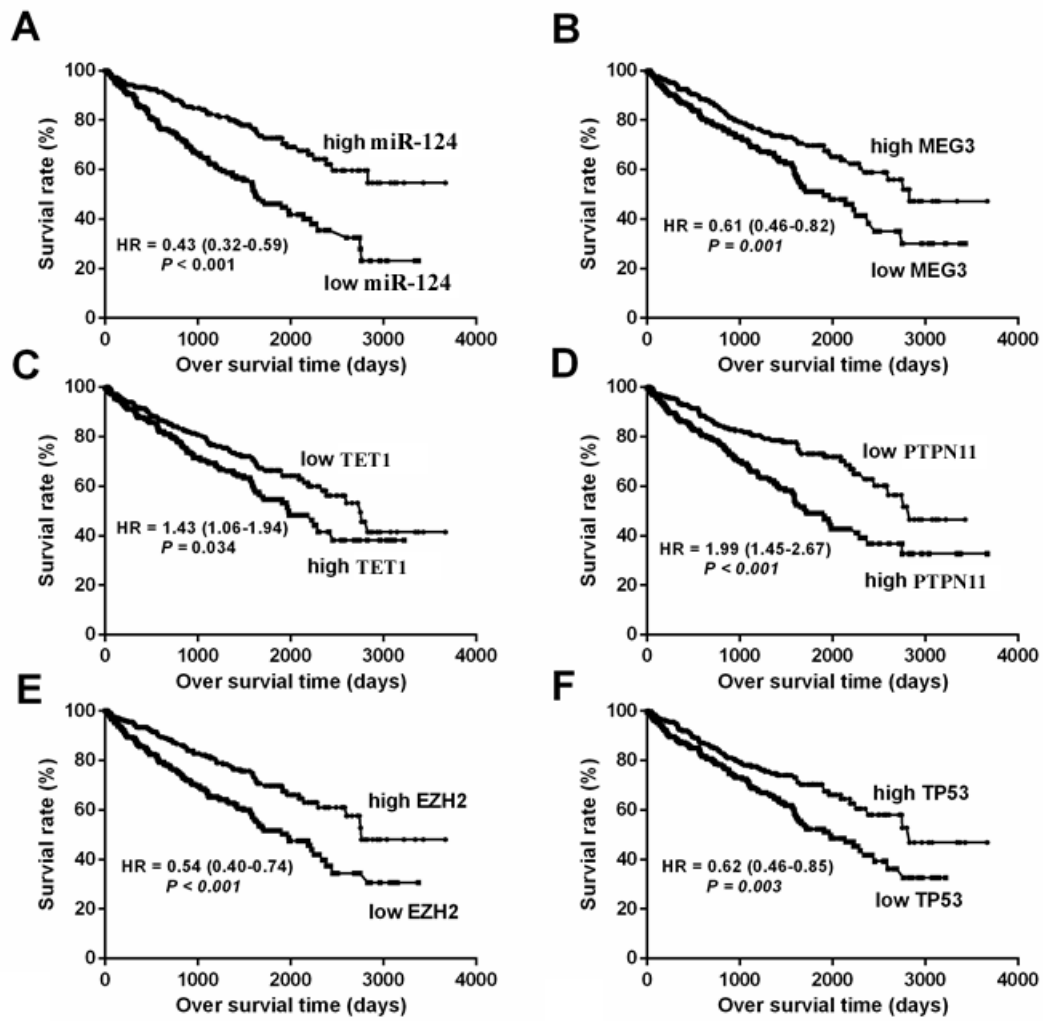 A
Survial rate (%)
100
80
60
40
20
0
high miR-124
HR = 0.43 (0.32-0.59)
P < 0.001
low miR-124
0 1000 2000 3000 4000
Over survial time (days)
B
Survial rate (%)
100
80
60
40
20
0
high MEG3
HR = 0.61 (0.46-0.82)
P = 0.001
low MEG3
0 1000 2000 3000 4000
Over survial time (days)
C
Survial rate (%)
100
80
60
40
20
0
low TET1
HR = 1.43 (1.06-1.94)
P = 0.034
high TET1
0 1000 2000 3000 4000
Over survial time (days)
D
Survial rate (%)
100
80
60
40
20
0
low PTPN11
HR = 1.99 (1.45-2.67)
P < 0.001
high PTPN11
0 1000 2000 3000 4000
Over survial time (days)
E
Survial rate (%)
100
80
60
40
20
0
high EZH2
HR = 0.54 (0.40-0.74)
P < 0.001
low EZH2
0 1000 2000 3000 4000
Over survial time (days)
F
Survial rate (%)
100
80
60
40
20
0
high TP53
HR = 0.62 (0.46-0.85)
P = 0.003
low TP53
0 1000 2000 3000 4000
Over survial time (days)